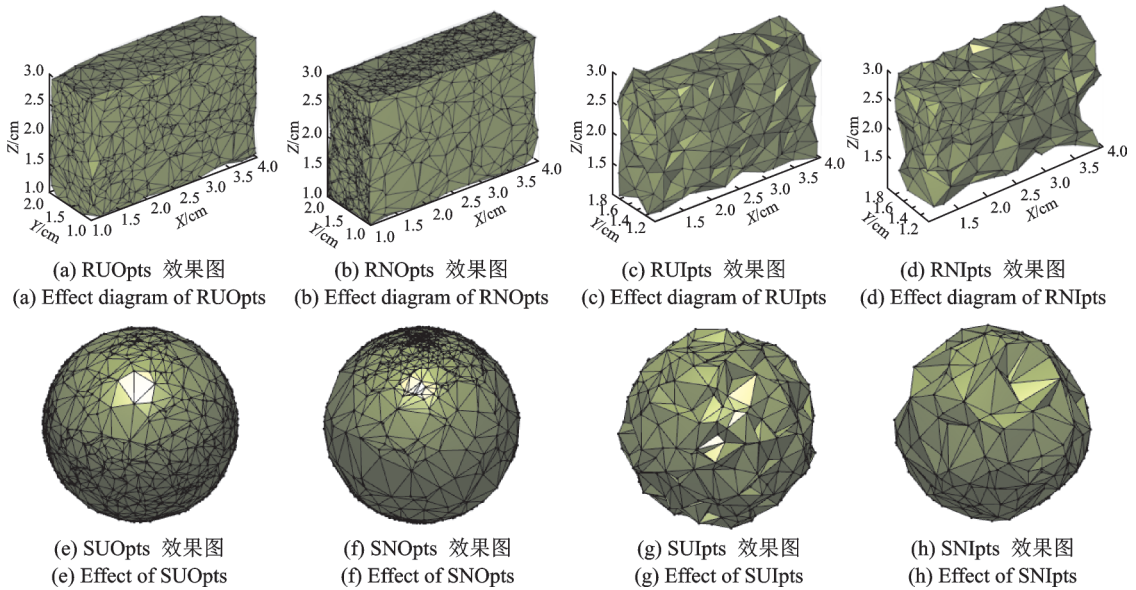 3.0
2.5
2.0
1.5
1.0
Z/cm
2.0
1.5
1.0
Y/cm
1.0
1.5
2.0
2.5
3.0
3.5
4.0
X/cm
(a) RUOpts 效果图
(a) Effect diagram of RUOpts
3.0
2.5
2.0
1.5
1.0
Z/cm
2.0
1.5
1.0
Y/cm
1.0
1.5
2.0
2.5
3.0
3.5
4.0
X/cm
(b) RNOpts 效果图
(b) Effect diagram of RNOpts
3.0
2.5
2.0
1.5
1.0
Z/cm
1.8
1.6
1.4
1.2
Y/cm
1.5
2.0
2.5
3.0
3.5
4.0
X/cm
(c) RUIpts 效果图
(c) Effect diagram of RUIpts
3.0
2.5
2.0
1.5
Z/cm
1.8
1.6
1.4
1.2
Y/cm
1.5
2.0
2.5
3.0
3.5
4.0
X/cm
(d) RNIpts 效果图
(d) Effect diagram of RNIpts
(e) SUOpts 效果图
(e) Effect of SUOpts
(f) SNOpts 效果图
(f) Effect of SNOpts
(g) SUIpts 效果图
(g) Effect of SUIpts
(h) SNIpts 效果图
(h) Effect of SNIpts